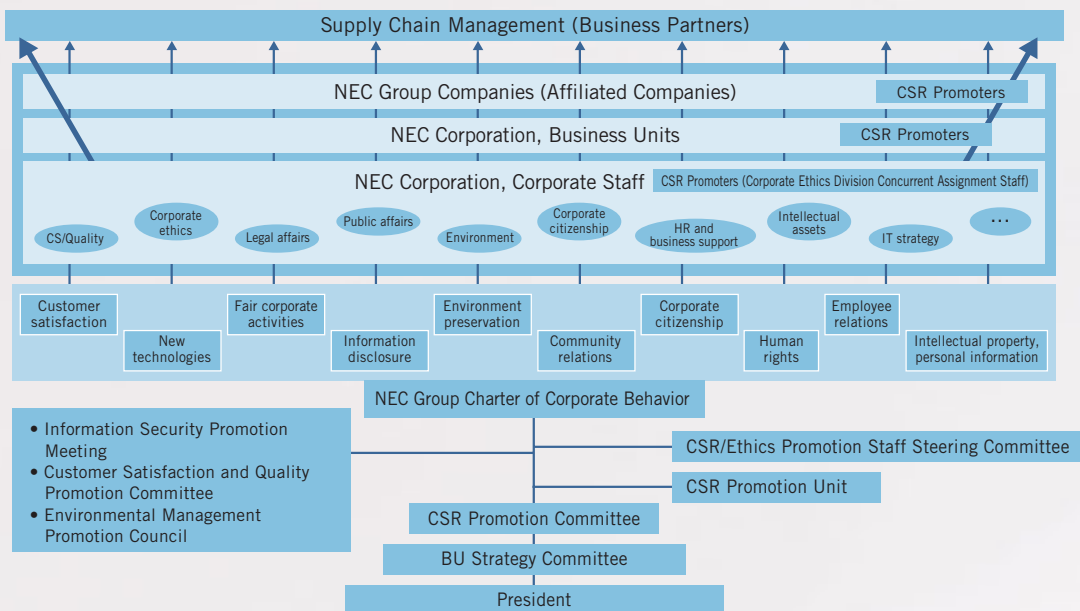 Supply Chain Management (Business Partners)
NEC Group Companies (Affiliated Companies)
CSR Promoters
NEC Corporation, Business Units
CSR Promoters
NEC Corporation, Corporate Staff
CSR Promoters (Corporate Ethics Division Concurrent Assignment Staff)
CS/Quality
Corporate
ethics
Legal affairs
Public affairs
Environment
Corporate
citizenship
HR and
business support
Intellectual
assets
IT strategy
...
Customer
satisfaction
New
technologies
Fair corporate
activities
Information
disclosure
Environment
preservation
Community
relations
Corporate
citizenship
Human
rights
Employee
relations
Intellectual property,
personal information
NEC Group Charter of Corporate Behavior
• Information Security Promotion
Meeting
• Customer Satisfaction and Quality
Promotion Committee
• Environmental Management
Promotion Council
CSR/Ethics Promotion Staff Steering Committee
CSR Promotion Unit
CSR Promotion Committee
BU Strategy Committee
President